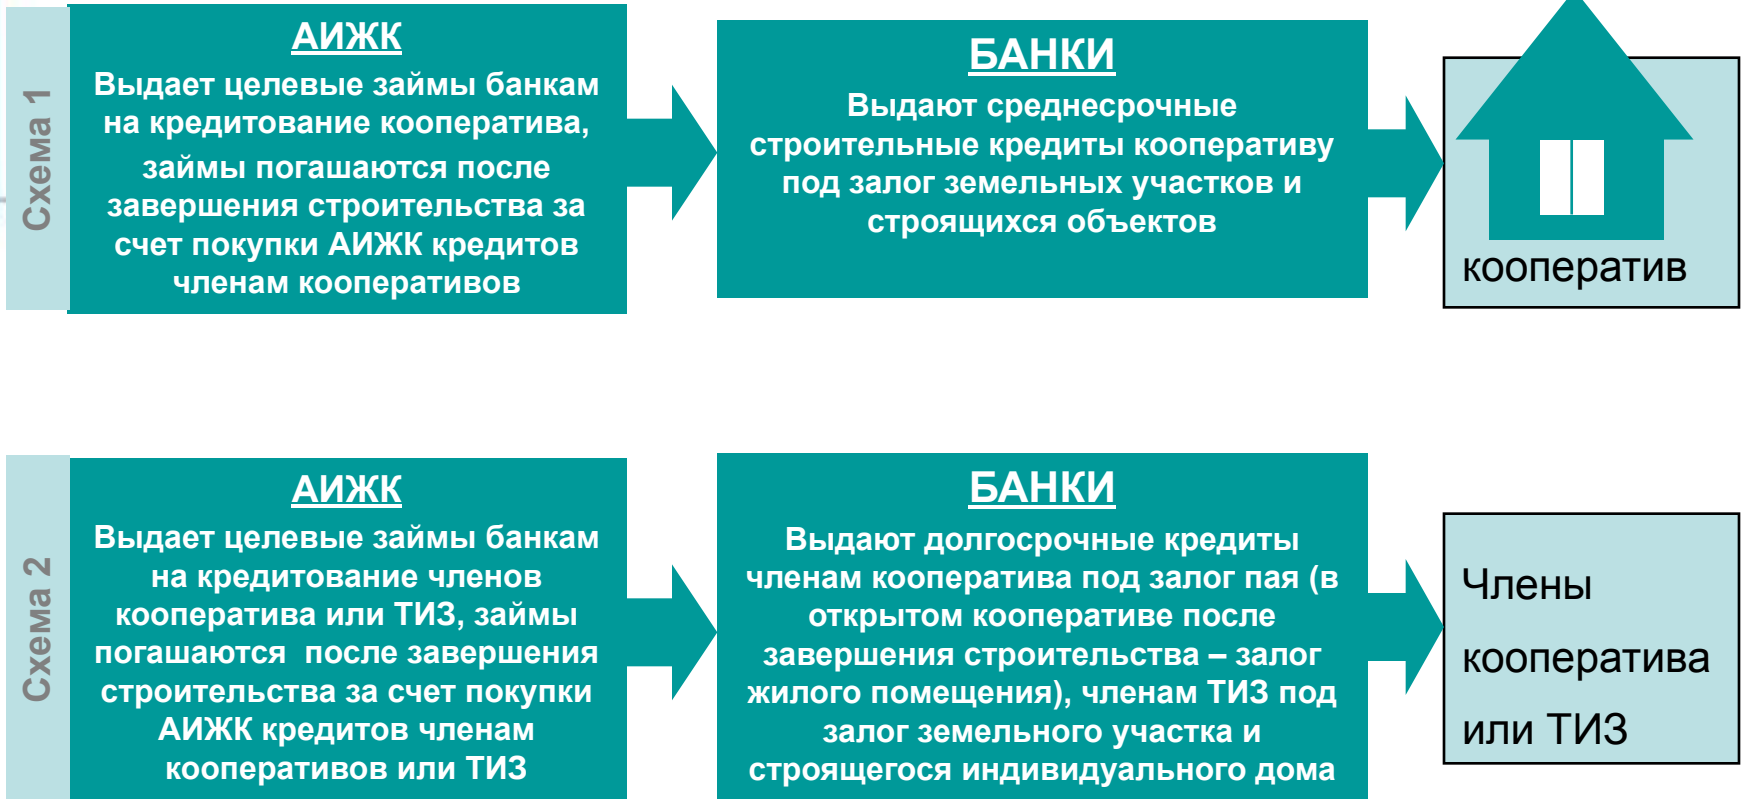 Схема 1
АИЖК
Выдает целевые займы банкам
на кредитование кооператива,
займы погашаются после
завершения строительства за
счет покупки АИЖК кредитов
членам кооперативов
БАНКИ
Выдают среднесрочные
строительные кредиты кооперативу
под залог земельных участков и
строящихся объектов
кооператив
Схема 2
АИЖК
Выдает целевые займы банкам
на кредитование членов
кооператива или ТИЗ, займы
погашаются после завершения
строительства за счет покупки
АИЖК кредитов членам
кооперативов или ТИЗ
БАНКИ
Выдают долгосрочные кредиты
членам кооператива под залог пая (в
открытом кооперативе после
завершения строительства – залог
жилого помещения), членам ТИЗ под
залог земельного участка и
строящегося индивидуального дома
Члены
кооператива
или ТИЗ